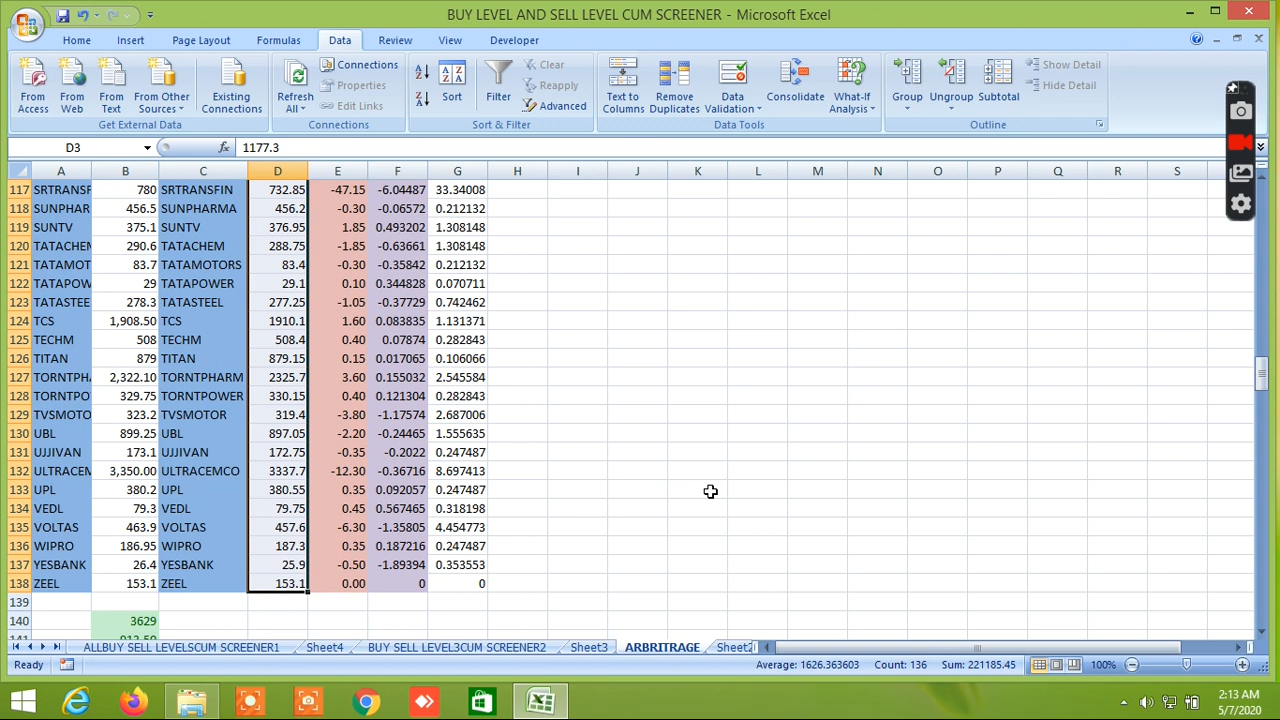 BUY LEVEL AND SELL LEVEL CUM SCREENER - Microsoft Excel
Home Insert Page Layout Formulas Data Review View Developer
From Access
From Web
From Text
From Other Sources
Existing Connections
Get External Data
Refresh All
Connections
Properties
Edit Links
Connections
Sort
Filter
Clear
Reapply
Advanced
Sort & Filter
Text to Columns
Remove Duplicates
Data Validation
Consolidate
What-If Analysis
Data Tools
Group
Ungroup
Subtotal
Show Detail
Hide Detail
Outline
D3 fx 1177.3
A B C D E F G H I J K L M N O P Q R S
117 SRTRANSF 780 SRTRANSFIN 732.85 -47.15 -6.04487 33.34008
118 SUNPHAR 456.5 SUNPHARMA 456.2 -0.30 -0.06572 0.212132
119 SUNTV 375.1 SUNTV 376.95 1.85 0.493202 1.308148
120 TATACHEM 290.6 TATACHEM 288.75 -1.85 -0.63661 1.308148
121 TATAMOT 83.7 TATAMOTORS 83.4 -0.30 -0.35842 0.212132
122 TATAPOW 29 TATAPOWER 29.1 0.10 0.344828 0.070711
123 TATASTEE 278.3 TATASTEEL 277.25 -1.05 -0.37729 0.742462
124 TCS 1,908.50 TCS 1910.1 1.60 0.083835 1.131371
125 TECHM 508 TECHM 508.4 0.40 0.07874 0.282843
126 TITAN 879 TITAN 879.15 0.15 0.017065 0.106066
127 TORNTPHA 2,322.10 TORNTPHARM 2325.7 3.60 0.155032 2.545584
128 TORNTPO 329.75 TORNTPOWER 330.15 0.40 0.121304 0.282843
129 TVSMOTO 323.2 TVSMOTOR 319.4 -3.80 -1.17574 2.687006
130 UBL 899.25 UBL 897.05 -2.20 -0.24465 1.555635
131 UJJIVAN 173.1 UJJIVAN 172.75 -0.35 -0.2022 0.247487
132 ULTRACEM 3,350.00 ULTRACEMCO 3337.7 -12.30 -0.36716 8.697413
133 UPL 380.2 UPL 380.55 0.35 0.092057 0.247487
134 VEDL 79.3 VEDL 79.75 0.45 0.567465 0.318198
135 VOLTAS 463.9 VOLTAS 457.6 -6.30 -1.35805 4.454773
136 WIPRO 186.95 WIPRO 187.3 0.35 0.187216 0.247487
137 YESBANK 26.4 YESBANK 25.9 -0.50 -1.89394 0.353553
138 ZEEL 153.1 ZEEL 153.1 0.00 0 0
139
140 3629
ALLBUY SELL LEVELSCUM SCREENER1 Sheet4 BUY SELL LEVEL3CUM SCREENER2 Sheet3 ARBRITRAGE Sheet2
Ready Average: 1626.363603 Count: 136 Sum: 221185.45 100%
2:13 AM
5/7/2020